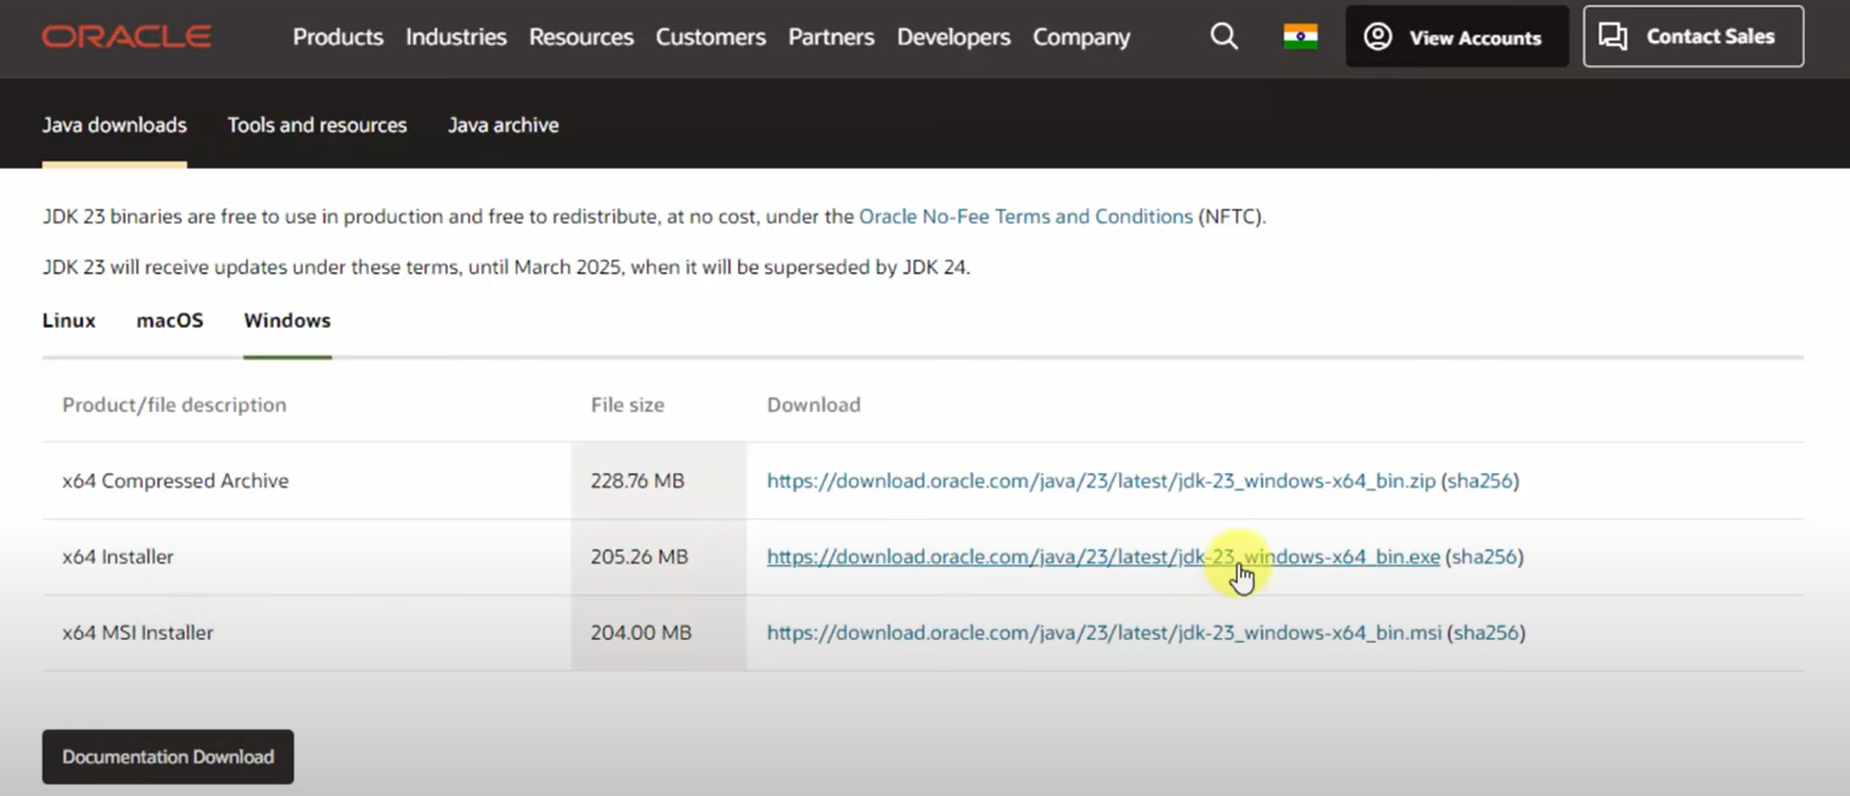 ORACLE Products Industries Resources Customers Partners Developers Company View Accounts Contact Sales
Java downloads Tools and resources Java archive
JDK 23 binaries are free to use in production and free to redistribute, at no cost, under the Oracle No-Fee Terms and Conditions (NFTC).
JDK 23 will receive updates under these terms, until March 2025, when it will be superseded by JDK 24.
Linux macOS Windows
Product/file description File size Download
x64 Compressed Archive 228.76 MB https://download.oracle.com/java/23/latest/jdk-23_windows-x64_bin.zip (sha256)
x64 Installer 205.26 MB https://download.oracle.com/java/23/latest/jdk-23_windows-x64_bin.exe (sha256)
x64 MSI Installer 204.00 MB https://download.oracle.com/java/23/latest/jdk-23_windows-x64_bin.msi (sha256)
Documentation Download